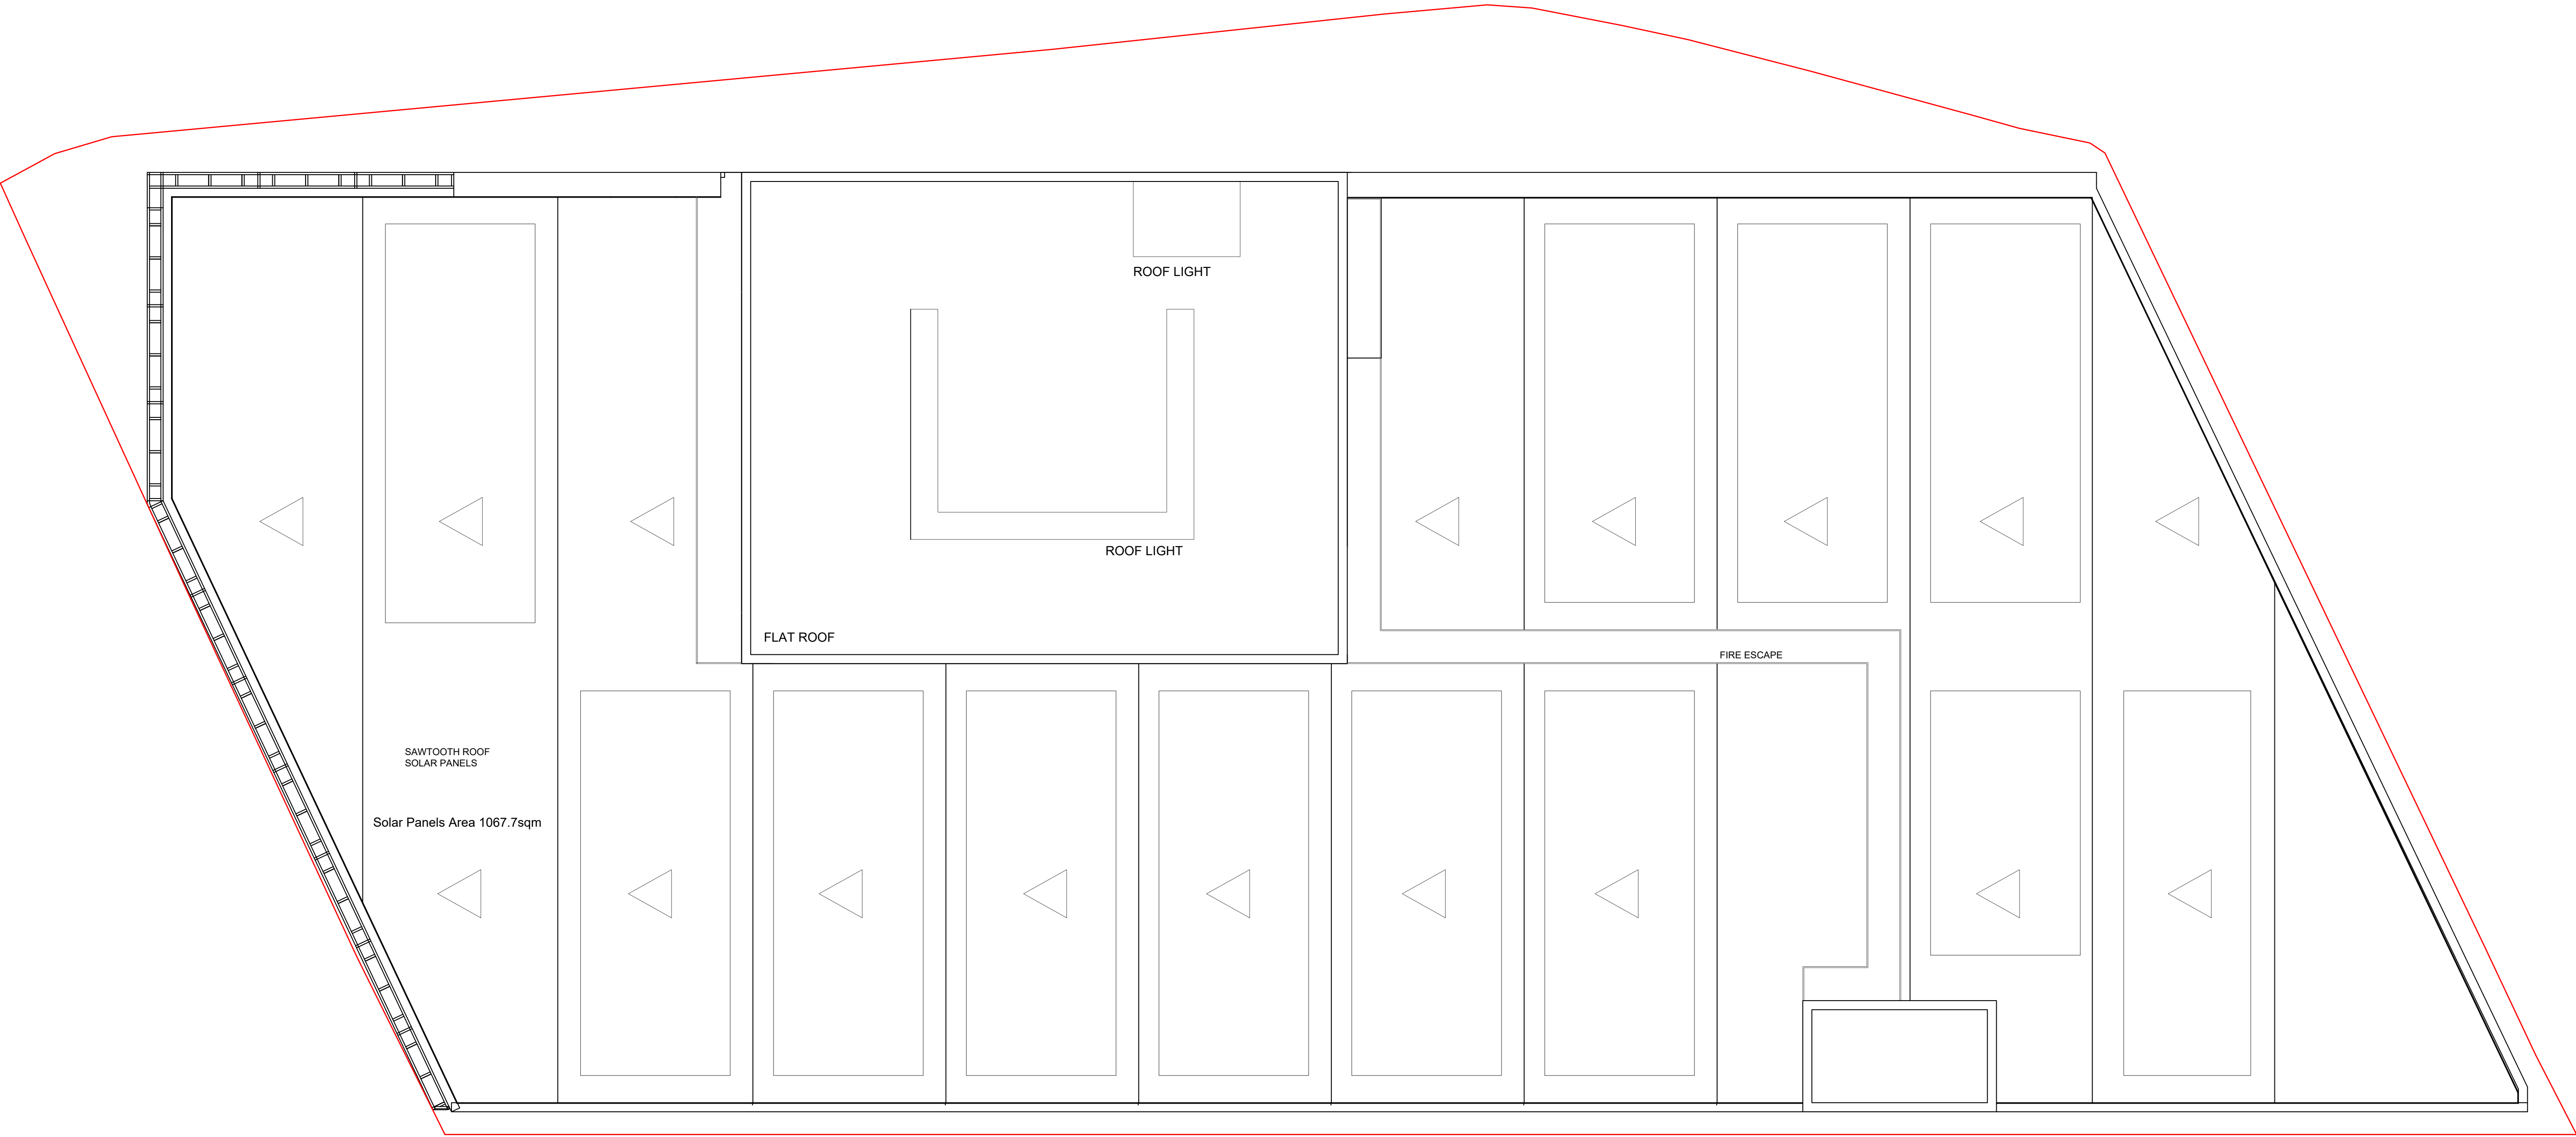 ROOF LIGHT
ROOF LIGHT
FLAT ROOF
FIRE ESCAPE
SAWTOOTH ROOF
SOLAR PANELS
Solar Panels Area 1067.7sqm